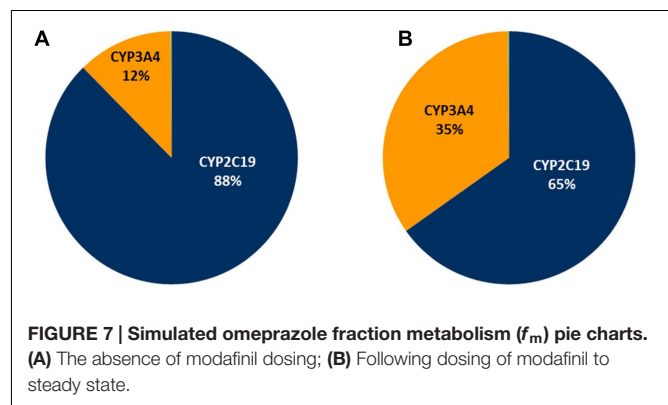 A
CYP3A4
12%
CYP2C19
88%
B
CYP3A4
35%
CYP2C19
65%
FIGURE 7 | Simulated omeprazole fraction metabolism (fm) pie charts.
(A) The absence of modafinil dosing; (B) Following dosing of modafinil to
steady state.